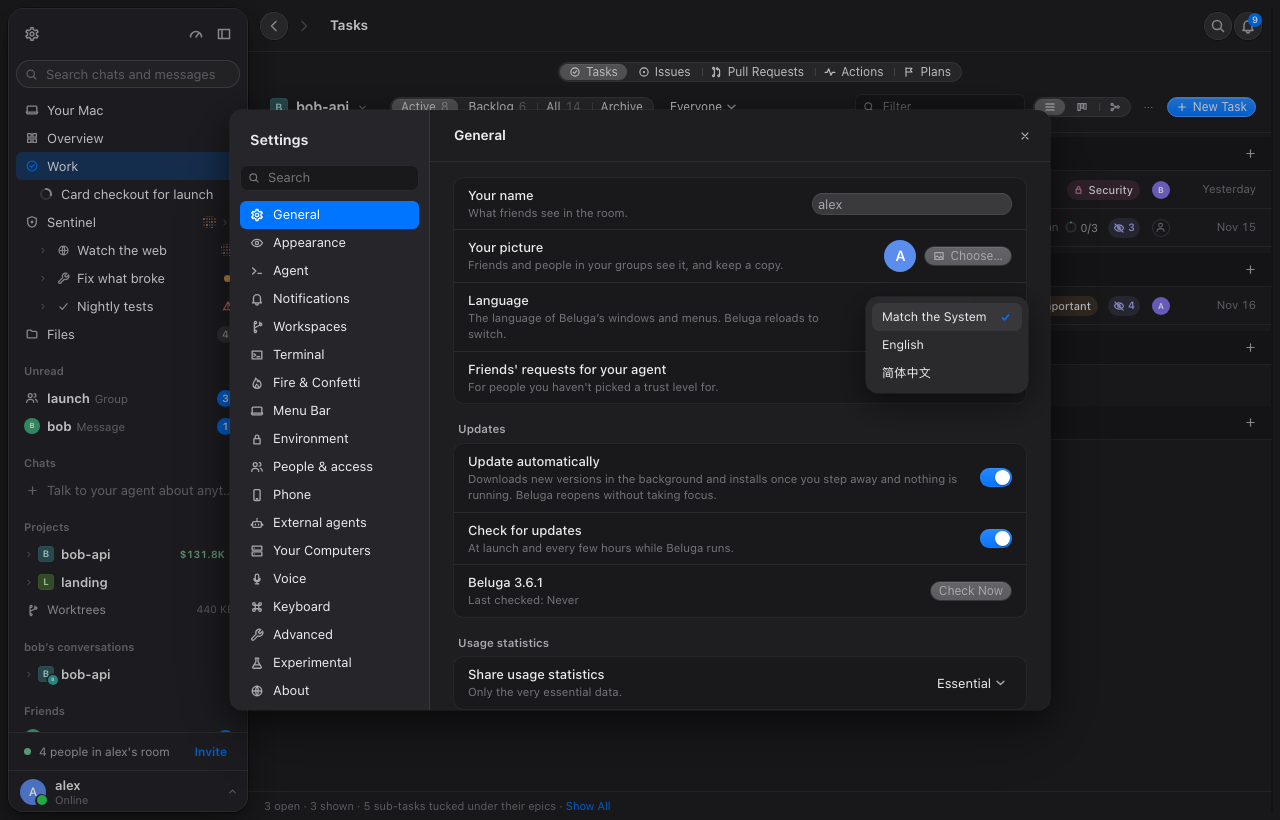 Search chats and messages
Your Mac
Overview
Work
Card checkout for launch
Sentinel
Watch the web
Fix what broke
Nightly tests
Files
4
Unread
launch Group
3
bob Message
1
B
Chats
Talk to your agent about anyt...
Projects
B bob-api $131.8K
L landing
Worktrees 440 K
bob's conversations
B bob-api
Friends
4 people in alex's room Invite
A alex
Online
Tasks
9
Tasks Issues Pull Requests Actions Plans
B bob-api Active 8 Backlog 6 All 14 Archive Everyone Filter ... + New Task
Security B Yesterday
0/3 3 Nov 15
portant 4 A Nov 16
Settings
Search
General
Appearance
Agent
Notifications
Workspaces
Terminal
Fire & Confetti
Menu Bar
Environment
People & access
Phone
External agents
Your Computers
Voice
Keyboard
Advanced
Experimental
About
General
Your name
What friends see in the room.
alex
Your picture
Friends and people in your groups see it, and keep a copy.
A Choose...
Language
The language of Beluga's windows and menus. Beluga reloads to
switch.
Match the System
English
简体中文
Friends' requests for your agent
For people you haven't picked a trust level for.
Updates
Update automatically
Downloads new versions in the background and installs once you step away and nothing is
running. Beluga reopens without taking focus.
Check for updates
At launch and every few hours while Beluga runs.
Beluga 3.6.1
Last checked: Never
Check Now
Usage statistics
Share usage statistics
Only the very essential data.
Essential
3 open · 3 shown · 5 sub-tasks tucked under their epics · Show All